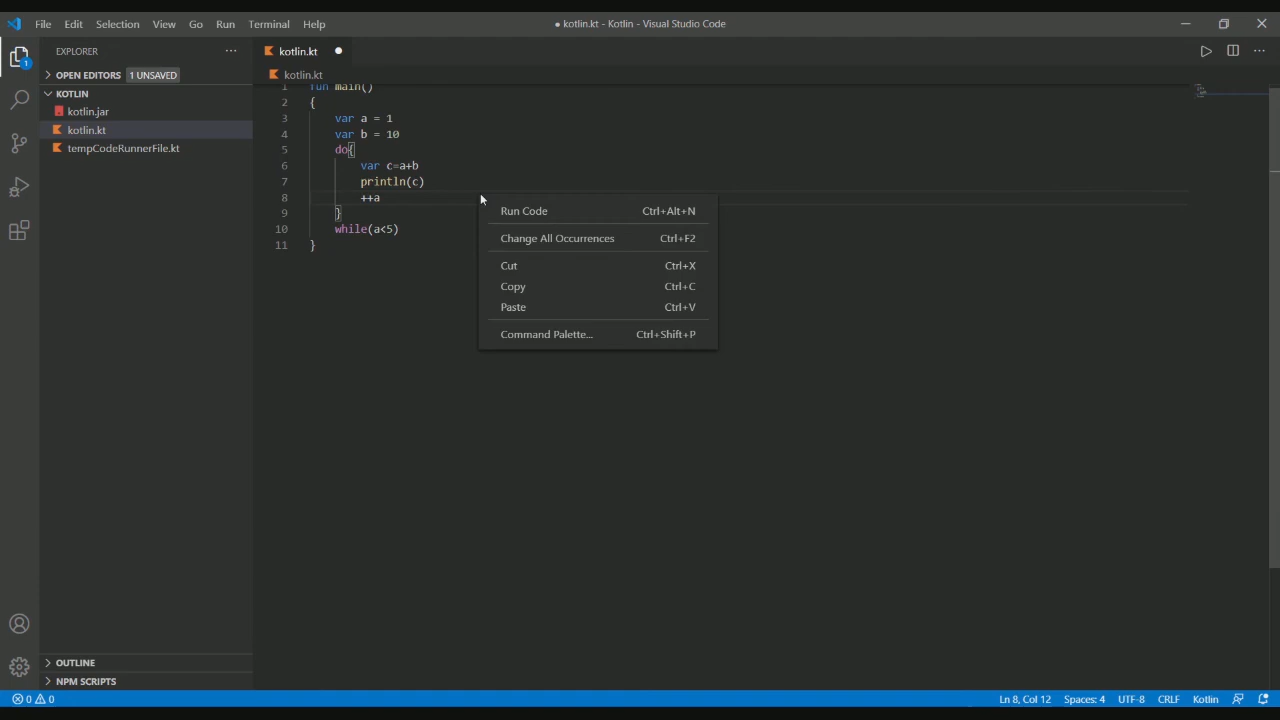 File Edit Selection View Go Run Terminal Help
● kotlin.kt - Kotlin - Visual Studio Code
EXPLORER
kotlin.kt
1
OPEN EDITORS 1 UNSAVED
kotlin.kt
KOTLIN
kotlin.jar
kotlin.kt
tempCodeRunnerFile.kt
1 fun main()
2 {
3 var a = 1
4 var b = 10
5 do{
6 var c=a+b
7 println(c)
8 ++a
9 }
10 while(a<5)
11 }
Run Code Ctrl+Alt+N
Change All Occurrences Ctrl+F2
Cut Ctrl+X
Copy Ctrl+C
Paste Ctrl+V
Command Palette... Ctrl+Shift+P
OUTLINE
NPM SCRIPTS
0 0
Ln 8, Col 12 Spaces: 4 UTF-8 CRLF Kotlin